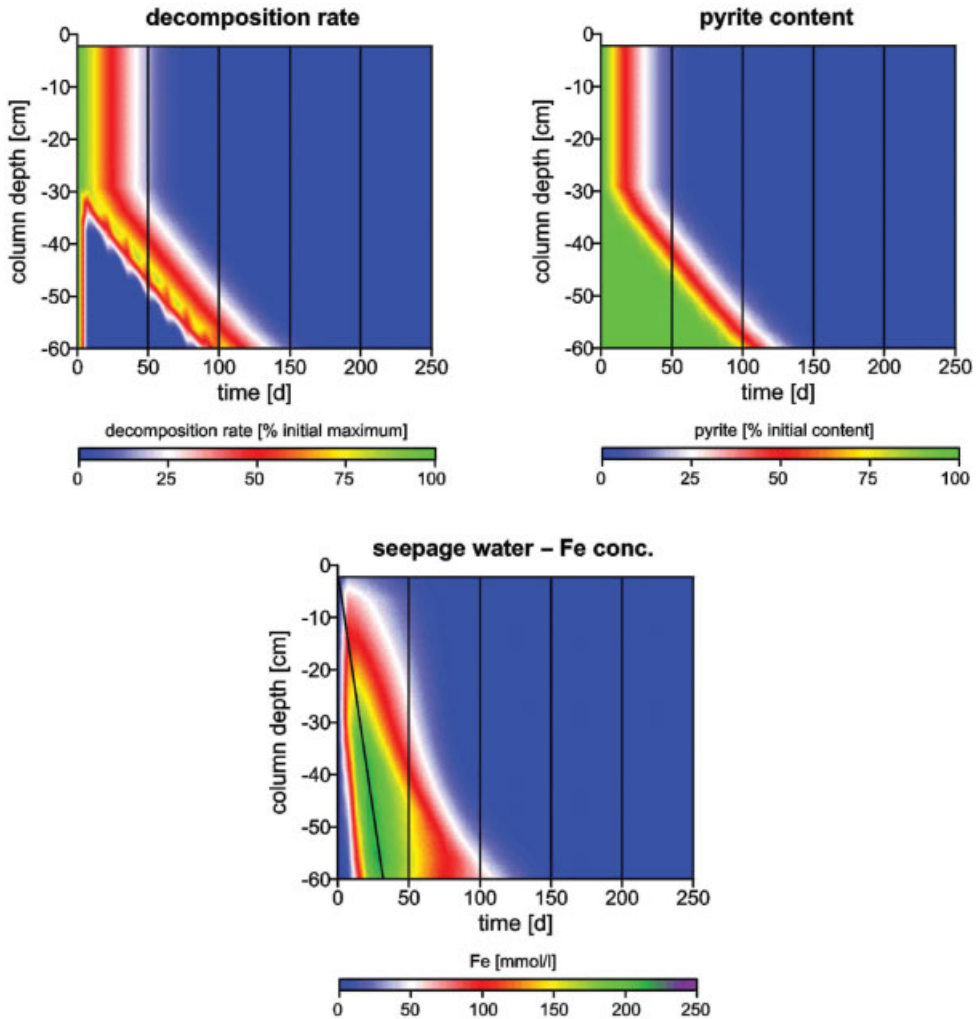 decomposition rate
0
-10
-20
-30
-40
-50
-60
column depth [cm]
0 50 100 150 200 250
time [d]
decomposition rate [% initial maximum]
0 25 50 75 100
pyrite content
0
-10
-20
-30
-40
-50
-60
column depth [cm]
0 50 100 150 200 250
time [d]
pyrite [% initial content]
0 25 50 75 100
seepage water – Fe conc.
0
-10
-20
-30
-40
-50
-60
column depth [cm]
0 50 100 150 200 250
time [d]
Fe [mmol/l]
0 50 100 150 200 250